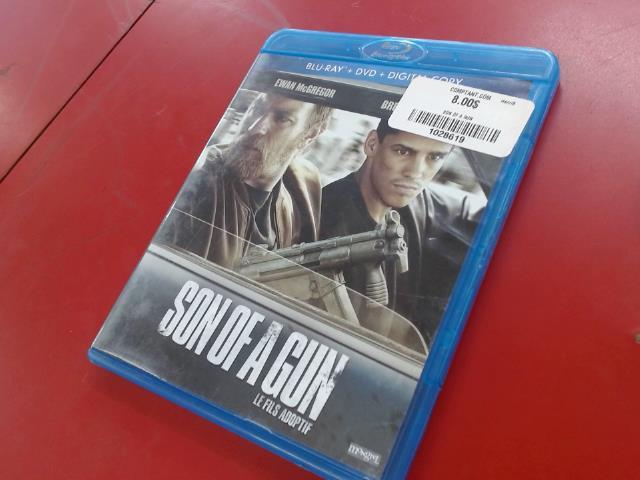 BLU-RAY + DVD + DIGITAL COPY
EWAN McGREGOR
BRE
COMPTANT.COM
8.00$
SON OF A GUN
1028619
SON OF A GUN
LE FILS ADOPTIF